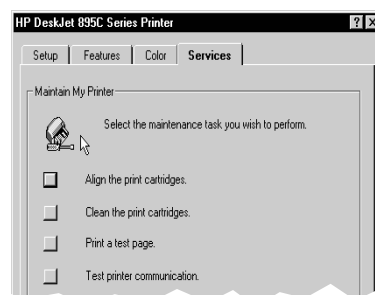 HP DeskJet 895C Series Printer
Setup Features Color Services
Maintain My Printer
Select the maintenance task you wish to perform.
Align the print cartridges.
Clean the print cartridges.
Print a test page.
Test printer communication.